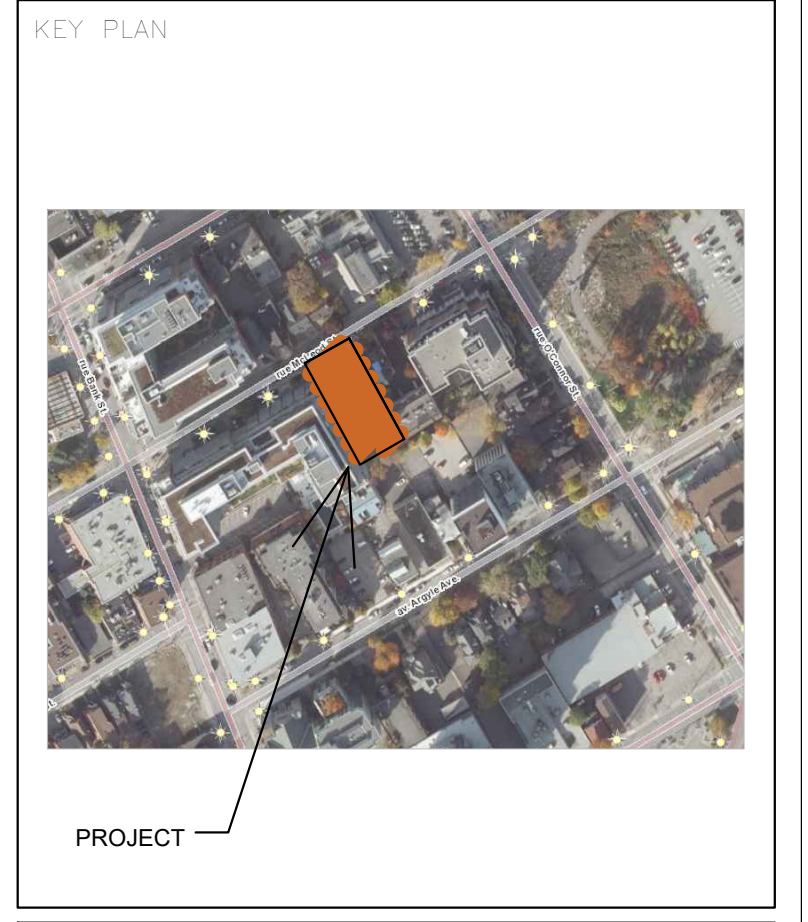 KEY PLAN
rue McLeod St.
rue O'Connor St.
rue Bank St.
av. Argyle Ave.
PROJECT